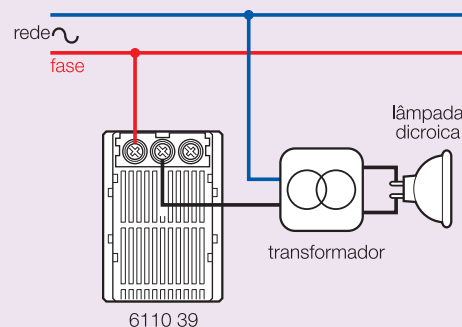 rede
fase
lâmpada
dicroica
transformador
6110 39